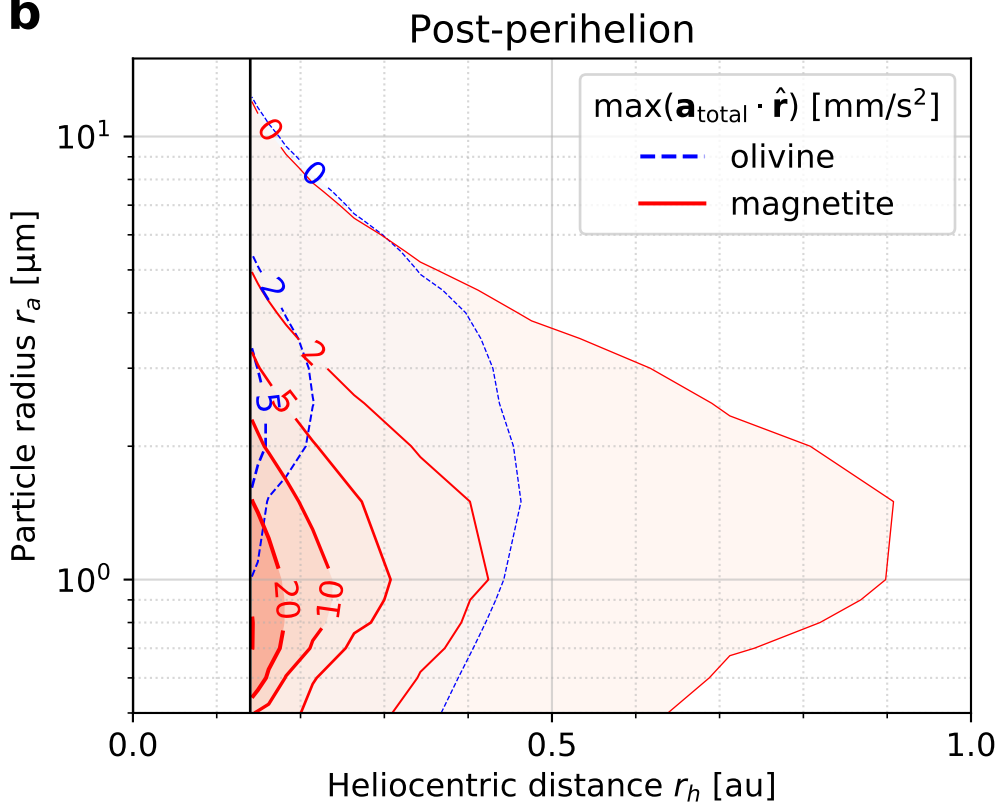 b
Post-perihelion
max(a_total · r̂) [mm/s²]
olivine
magnetite
Particle radius r_a [μm]
10¹
10⁰
0
0
2
2
5
5
10
20
0.0
0.5
1.0
Heliocentric distance r_h [au]